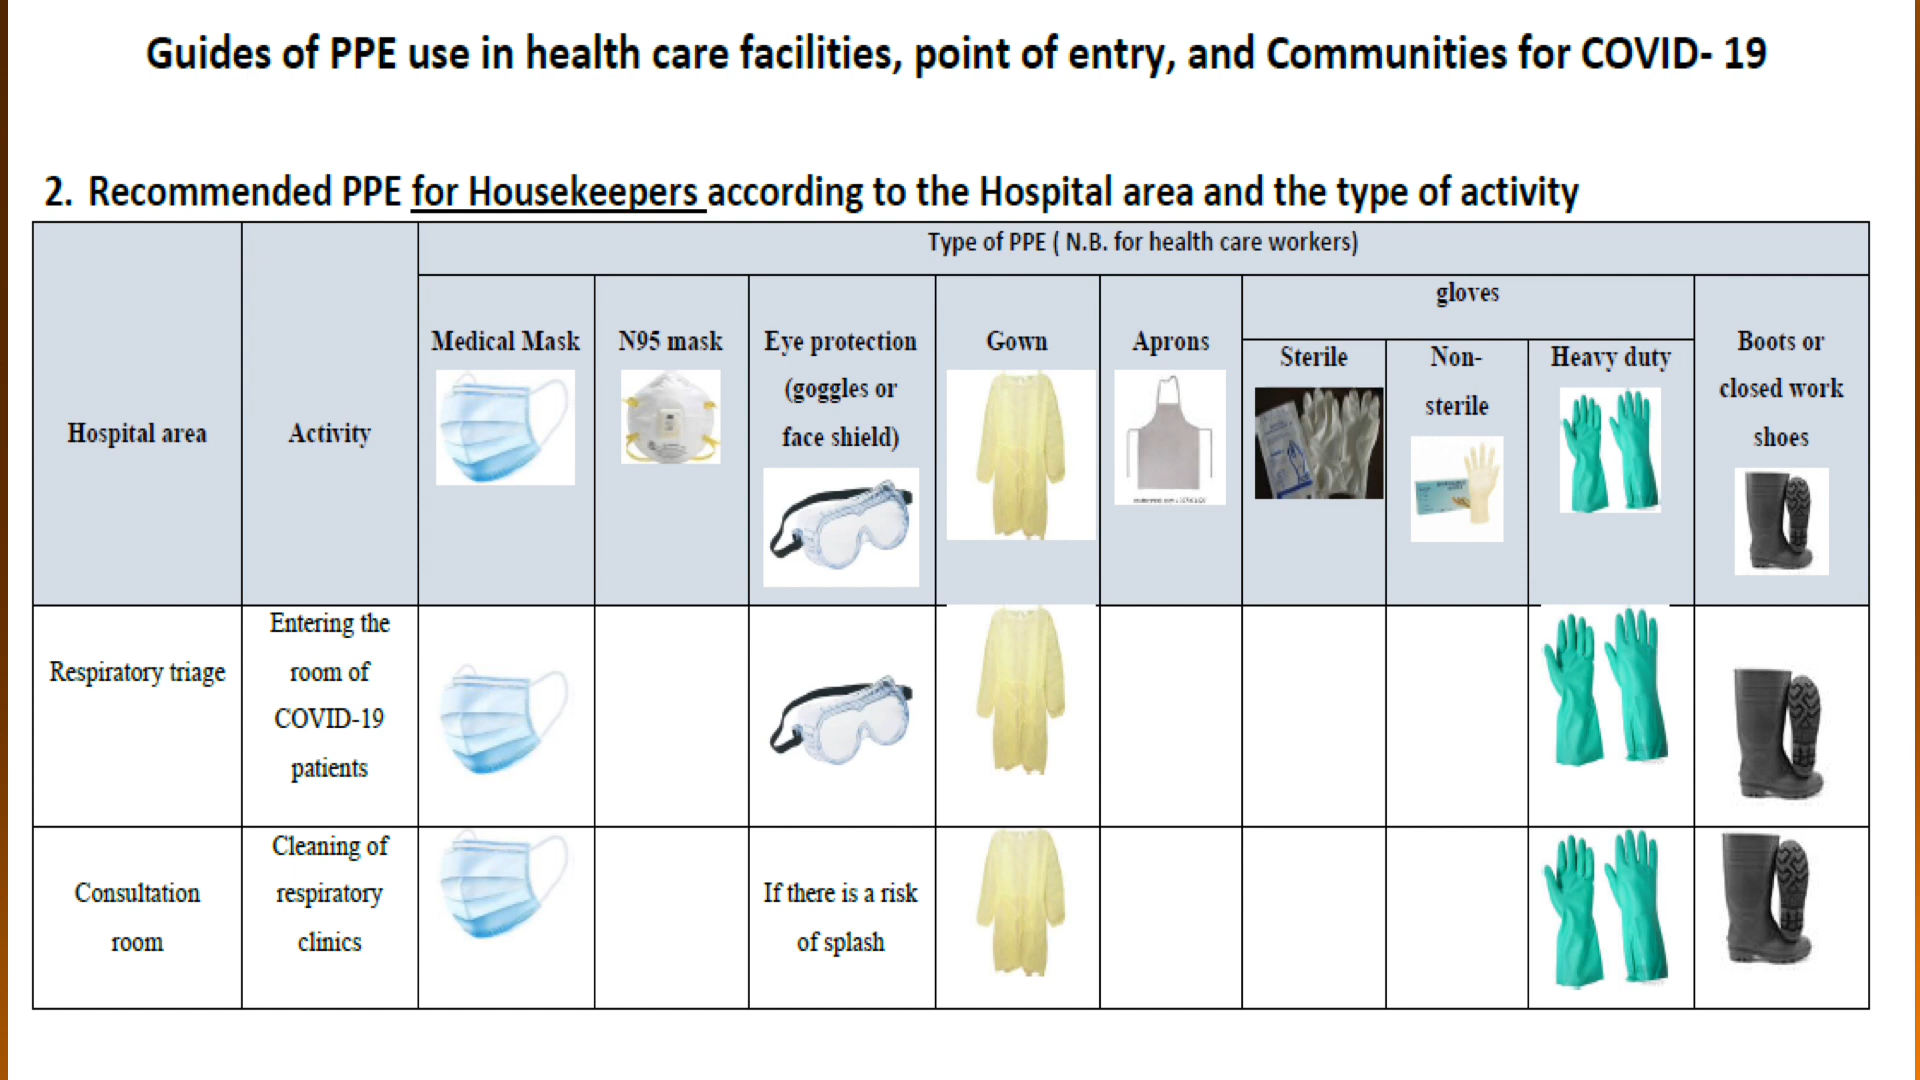 Guides of PPE use in health care facilities, point of entry, and Communities for COVID- 19
2. Recommended PPE for Housekeepers according to the Hospital area and the type of activity
Type of PPE ( N.B. for health care workers)
Hospital area
Activity
Medical Mask
N95 mask
Eye protection
(goggles or
face shield)
Gown
Aprons
gloves
Sterile
Non-
sterile
Heavy duty
Boots or
closed work
shoes
Respiratory triage
Entering the
room of
COVID-19
patients
Consultation
room
Cleaning of
respiratory
clinics
If there is a risk
of splash